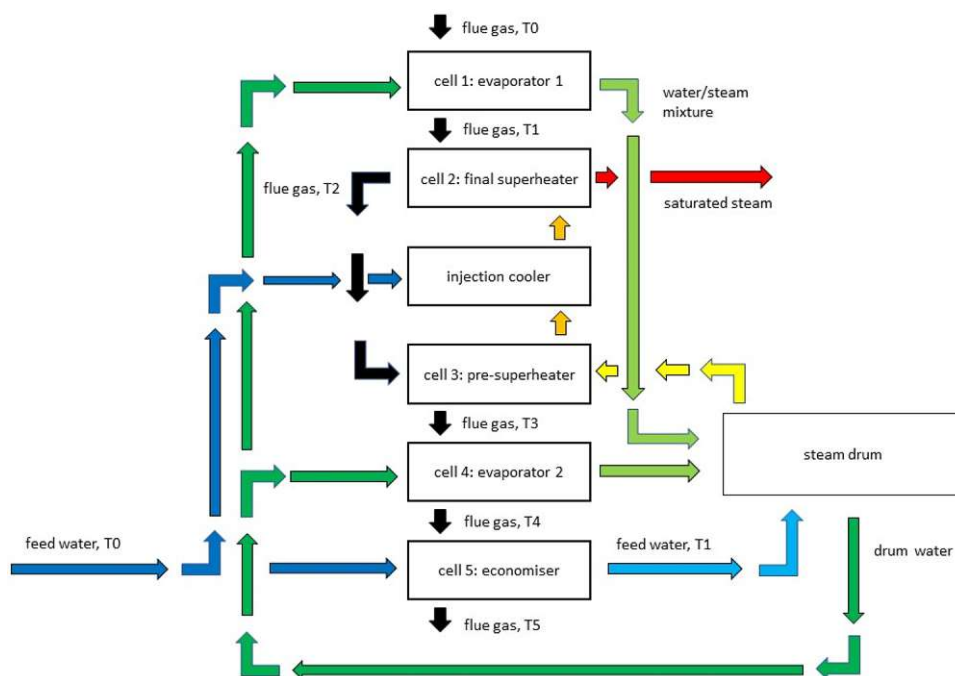 flue gas, T0
cell 1: evaporator 1
water/steam
mixture
flue gas, T1
flue gas, T2
cell 2: final superheater
saturated steam
injection cooler
cell 3: pre-superheater
flue gas, T3
cell 4: evaporator 2
steam drum
flue gas, T4
feed water, T0
cell 5: economiser
feed water, T1
drum water
flue gas, T5